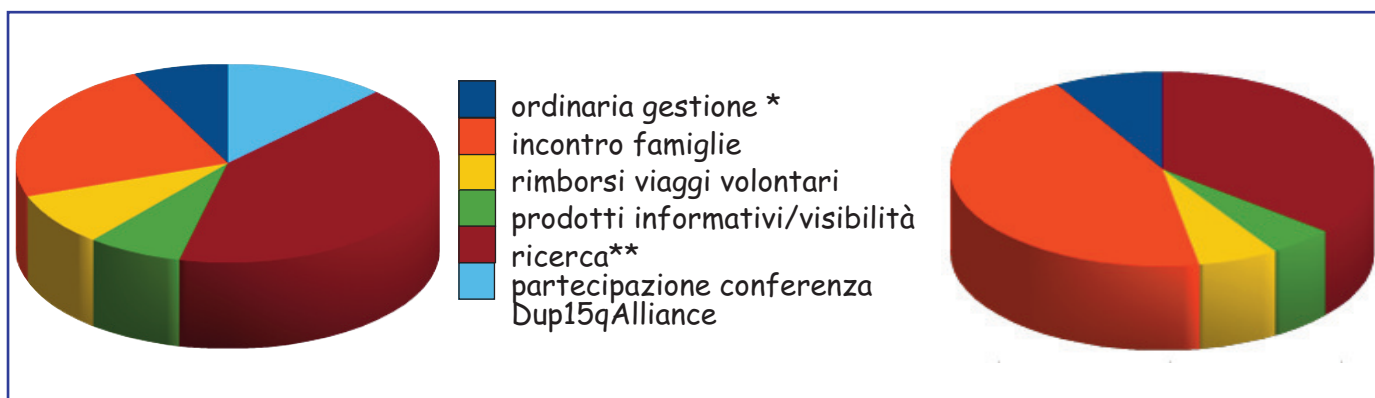 ordinaria gestione *
incontro famiglie
rimborsi viaggi volontari
prodotti informativi/visibilità
ricerca**
partecipazione conferenza
Dup15qAlliance